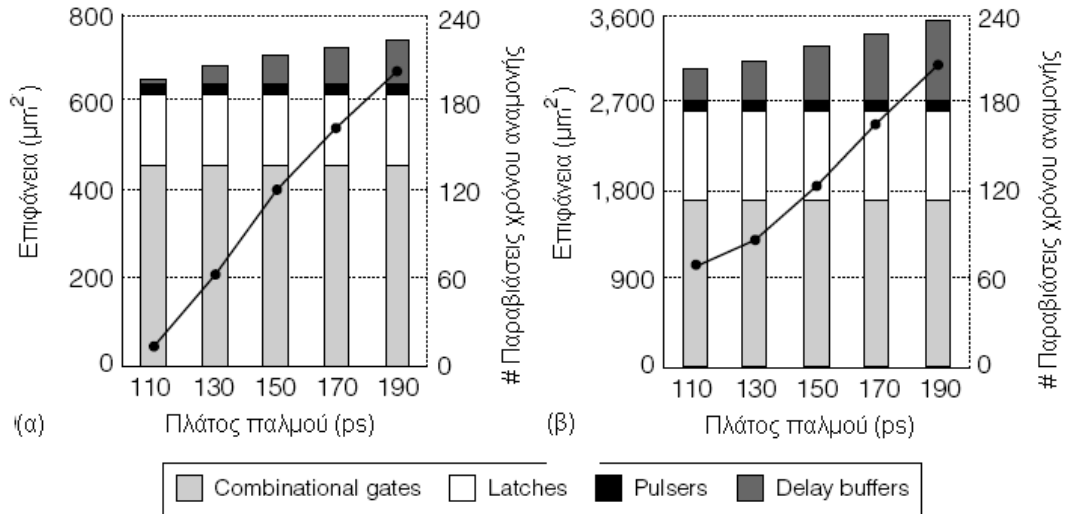 800
600
400
200
0
Επιφάνεια (μm²)
240
180
120
60
0
# Παραβιάσεις χρόνου αναμονής
110 130 150 170 190
Πλάτος παλμού (ps)
(α)
3,600
2,700
1,800
900
0
Επιφάνεια (μm²)
240
180
120
60
0
# Παραβιάσεις χρόνου αναμονής
110 130 150 170 190
Πλάτος παλμού (ps)
(β)
Combinational gates Latches Pulsers Delay buffers